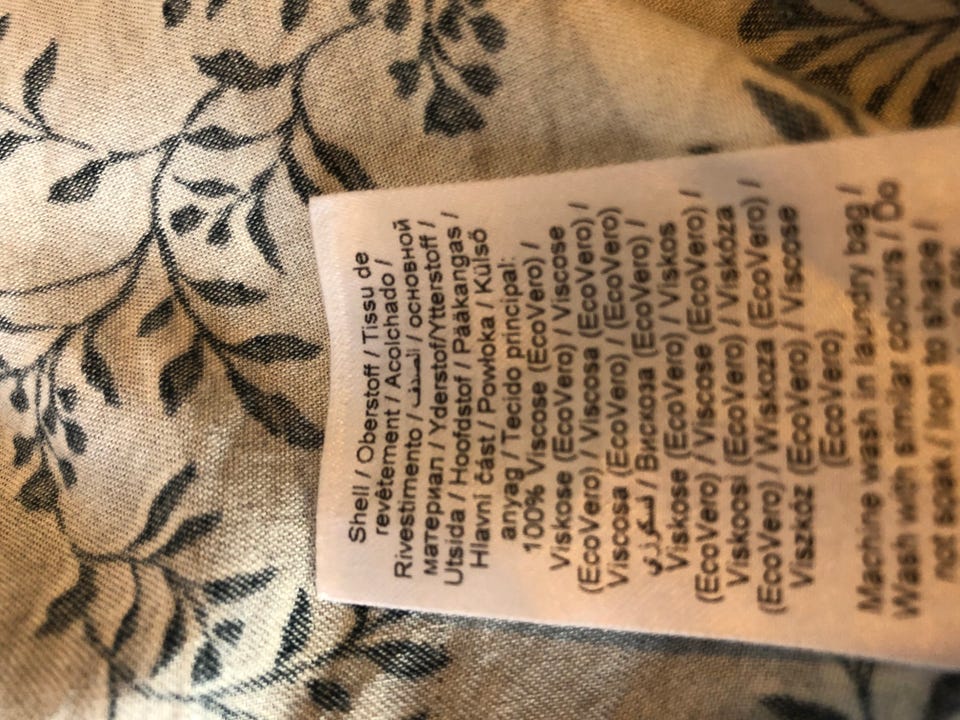 Shell / Oberstoff / Tissu de
revêtement / Acolchado /
Rivestimento / الصدف / основной
материал / Yderstof/Ytterstoff /
Utsida / Hoofdstof / Pääkangas /
Hlavní část / Powłoka / Külső
anyag / Tecido principal:
100% Viscose (EcoVero) /
Viskose (EcoVero) / Viscose
(EcoVero) / Viscosa (EcoVero) /
Viscosa (EcoVero) / (EcoVero)
/ Вискоза (EcoVero) /
Viskose (EcoVero) / Viskos
(EcoVero) / Viscose (EcoVero) /
Viskoosi (EcoVero) / Viskóza
(EcoVero) / Wiskoza (EcoVero) /
Viszkóz (EcoVero) / Viscose
(EcoVero)
Machine wash in laundry bag /
Wash with similar colours / Do
not soak / Iron to shape /